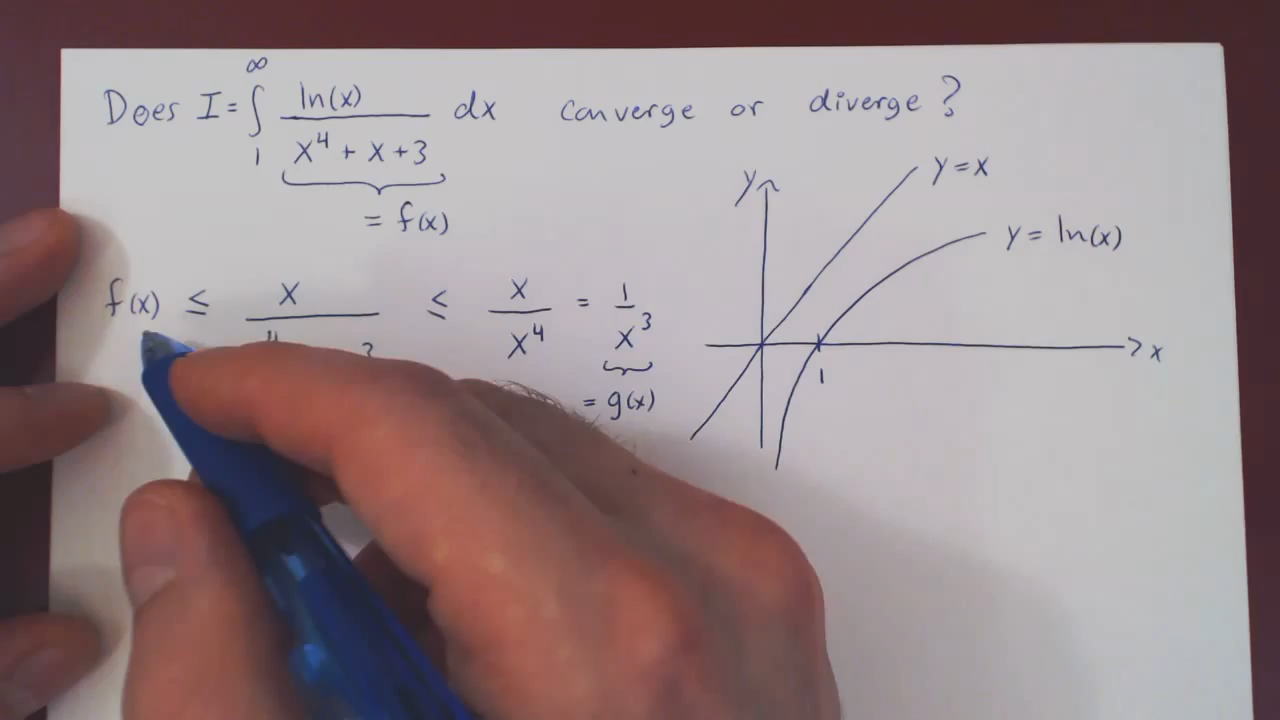 Does I = ∫₁^∞ ln(x) / (x⁴ + x + 3) dx converge or diverge?
= f(x)
f(x) ≤ x ≤ x / x⁴ = 1 / x³
= g(x)
y
y = x
y = ln(x)
x
1